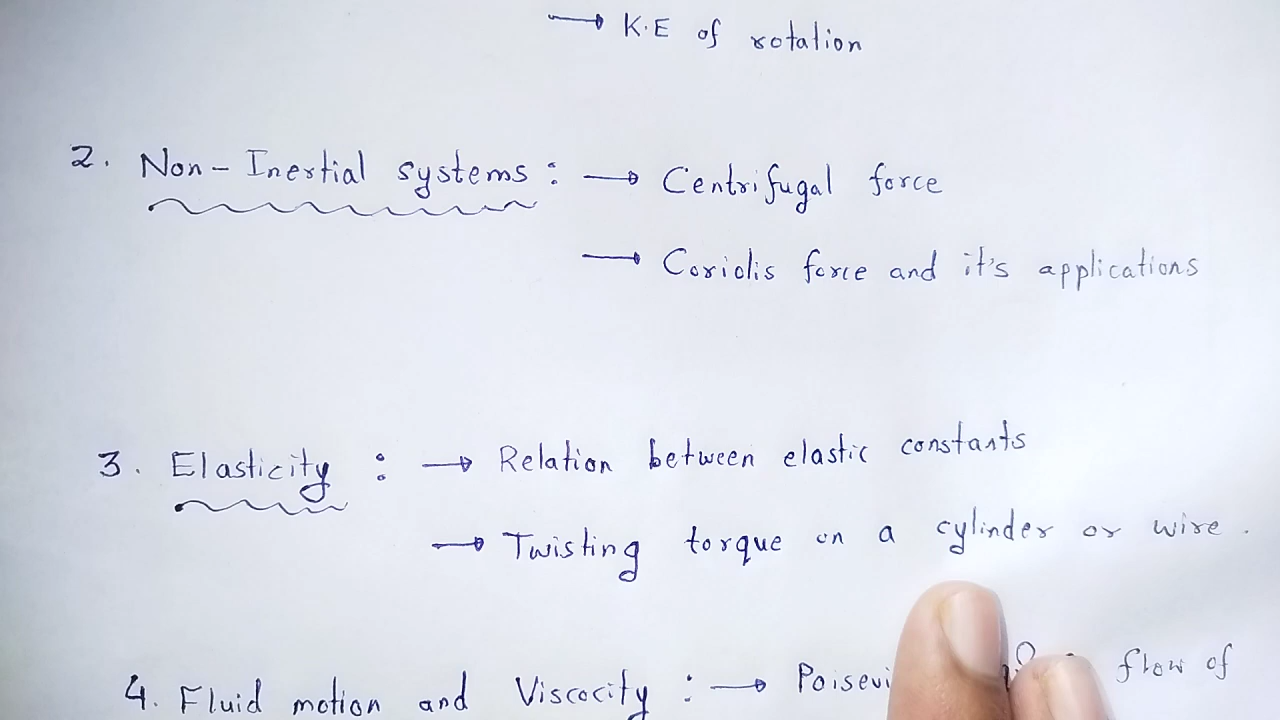 → K.E of rotation
2. Non-Inertial systems : → Centrifugal force
→ Coriolis force and it's applications
3. Elasticity : → Relation between elastic constants
→ Twisting torque on a cylinder or wire.
4. Fluid motion and Viscocity : → flow of